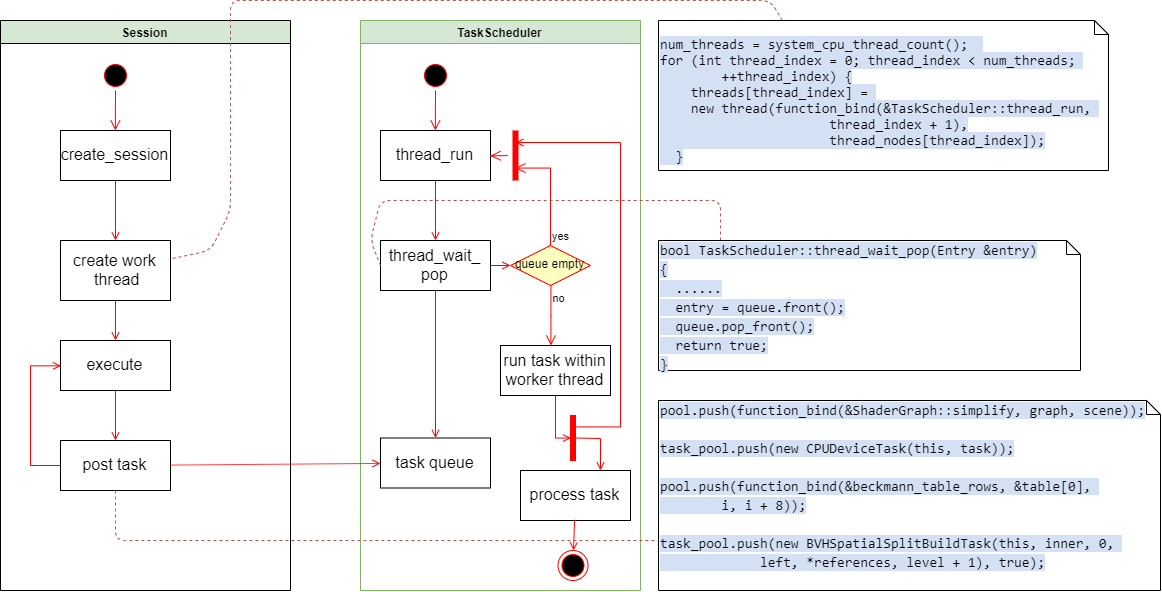 Session
create_session
create work
thread
execute
post task
TaskScheduler
thread_run
thread_wait_
pop
queue empty
yes
no
run task within
worker thread
task queue
process task
num_threads = system_cpu_thread_count();
for (int thread_index = 0; thread_index < num_threads;
++thread_index) {
threads[thread_index] =
new thread(function_bind(&TaskScheduler::thread_run,
thread_index + 1),
thread_nodes[thread_index]);
}
bool TaskScheduler::thread_wait_pop(Entry &entry)
{
......
entry = queue.front();
queue.pop_front();
return true;
}
pool.push(function_bind(&ShaderGraph::simplify, graph, scene));
task_pool.push(new CPUDeviceTask(this, task));
pool.push(function_bind(&beckmann_table_rows, &table[0],
i, i + 8));
task_pool.push(new BVHSpatialSplitBuildTask(this, inner, 0,
left, *references, level + 1), true);